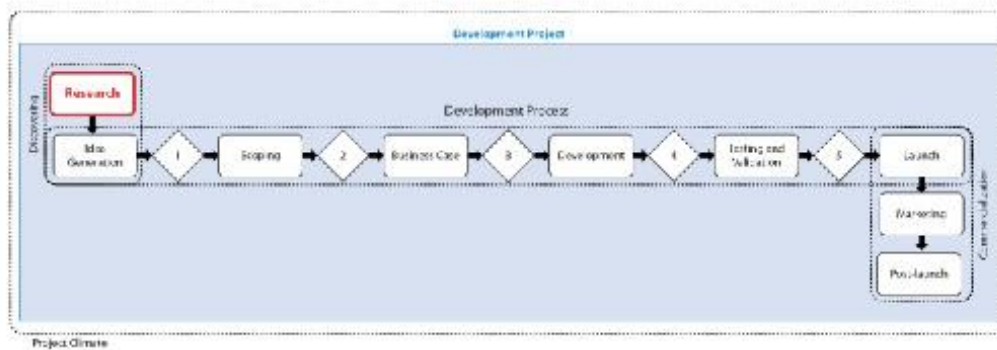 Development Project
Research
Discovering
Development Process
Idea
Generation
1
Scoping
2
Business Case
3
Development
4
Testing and
Validation
5
Launch
Marketing
Post-launch
Commercialization
Project Climate